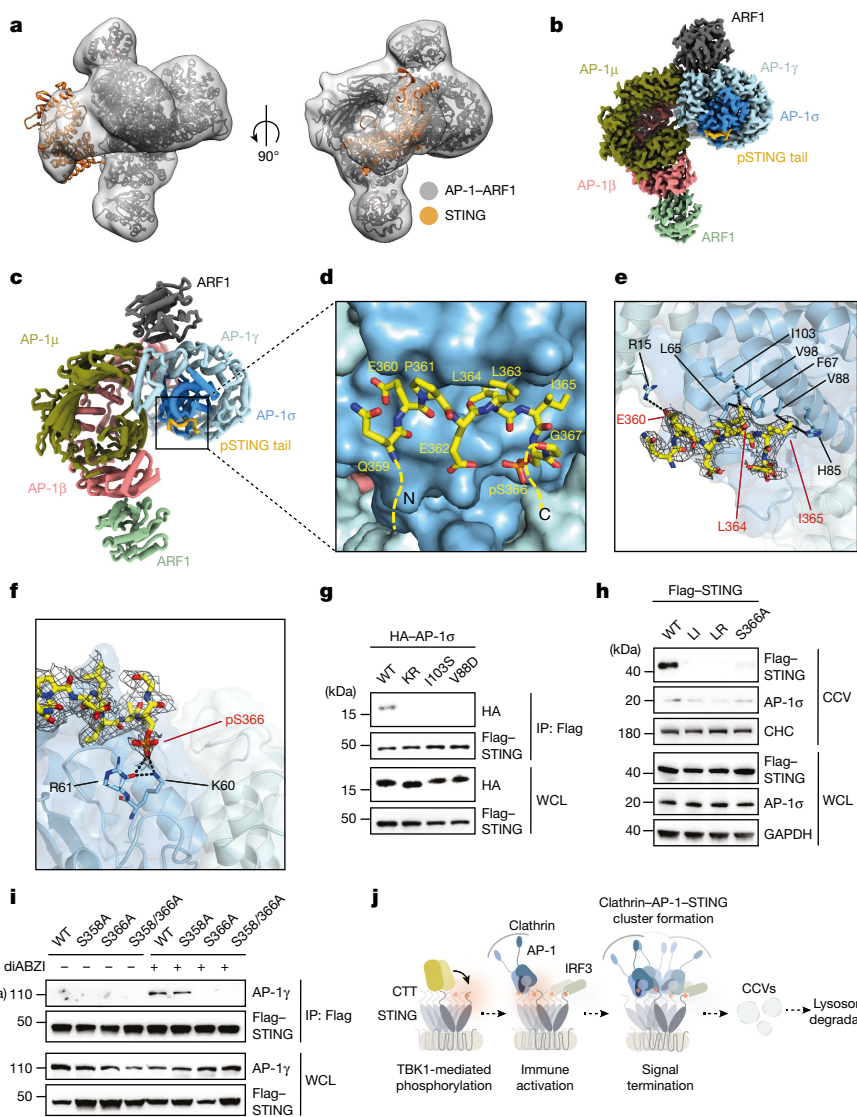 a
90°
AP-1–ARF1
STING
b
ARF1
AP-1μ
AP-1γ
AP-1σ
pSTING tail
AP-1β
ARF1
c
ARF1
AP-1μ
AP-1γ
AP-1σ
pSTING tail
AP-1β
ARF1
d
E360
P361
L364
L363
I365
E362
G367
Q359
pS366
N
C
e
I103
R15
L65
V98
F67
V88
E360
H85
L364
I365
f
pS366
R61
K60
g
HA–AP-1σ
WT KR I103S V88D
(kDa)
15
HA
50
Flag–
STING
IP: Flag
15
HA
50
Flag–
STING
WCL
h
Flag–STING
WT LI LR S366A
(kDa)
40
Flag–
STING
20
AP-1σ
180
CHC
CCV
40
Flag–
STING
20
AP-1σ
40
GAPDH
WCL
i
WT S358A S366A S358/366A WT S358A S366A S358/366A
diABZI – – – – + + + +
a) 110
AP-1γ
50
Flag–
STING
IP: Flag
110
AP-1γ
50
Flag–
STING
WCL
j
Clathrin–AP-1–STING
cluster formation
Clathrin
AP-1
IRF3
CTT
STING
CCVs
Lysoso
degrada
TBK1-mediated
phosphorylation
Immune
activation
Signal
termination